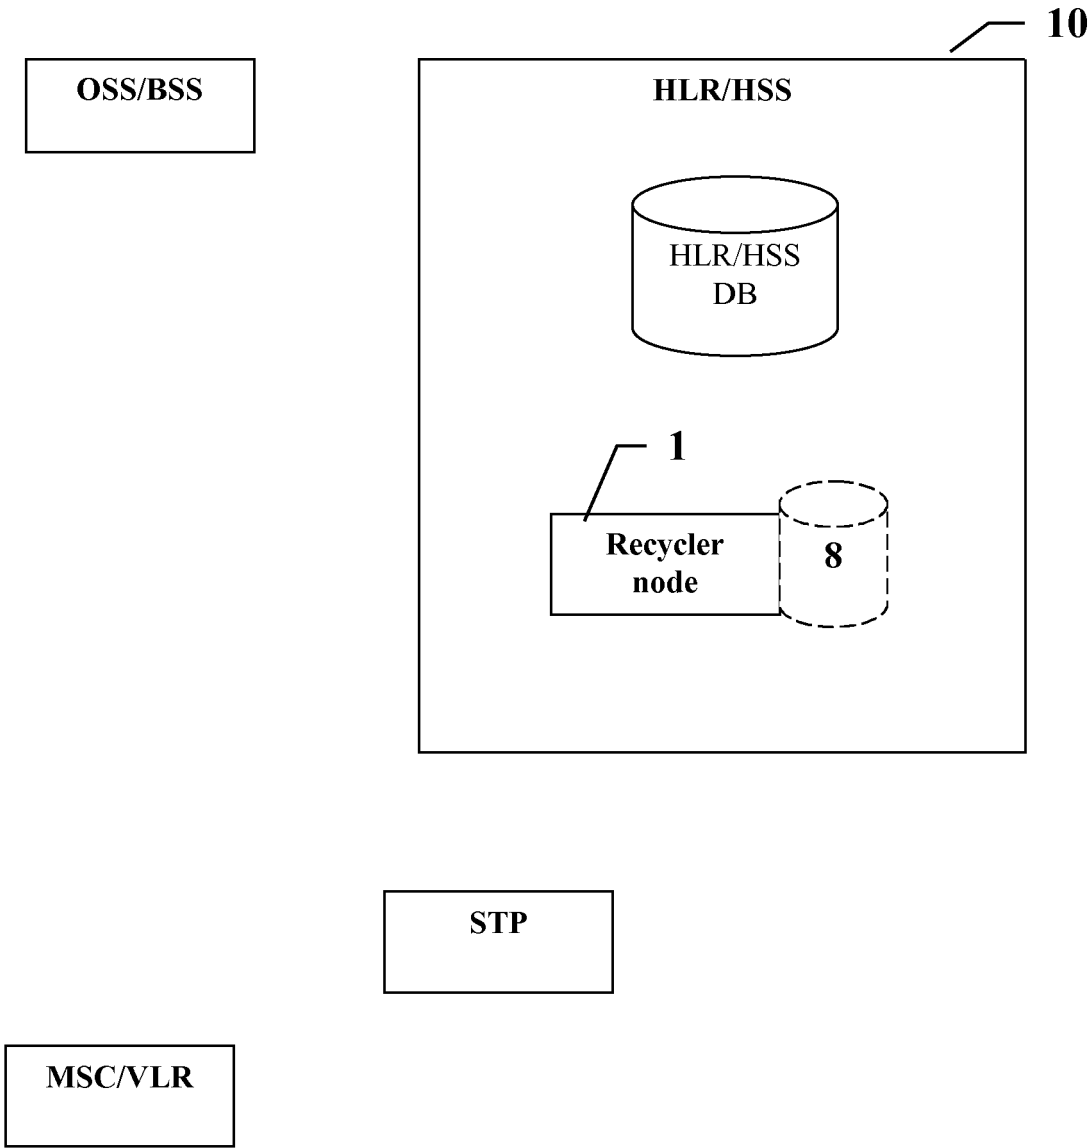 10
OSS/BSS
HLR/HSS
HLR/HSS
DB
1
Recycler
node
8
STP
MSC/VLR